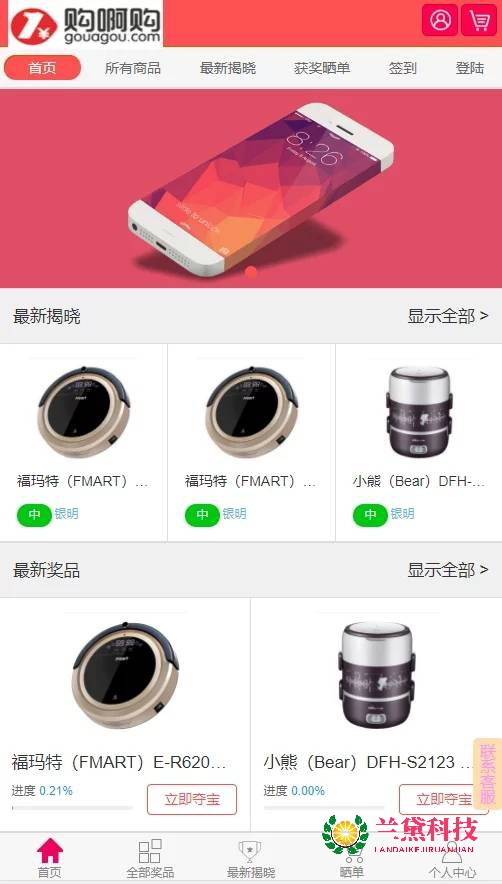 购啊购
gouagou.com
首页 所有商品 最新揭晓 获奖晒单 签到 登陆
8:26
最新揭晓 显示全部 >
福玛特（FMART）... 福玛特（FMART）... 小熊（Bear）DFH-S...
中 银明 中 银明 中 银明
最新奖品 显示全部 >
福玛特（FMART）E-R620... 小熊（Bear）DFH-S2123 ...
进度 0.21% 立即夺宝 进度 0.00% 立即夺宝
联系客服
兰黛科技
LANDAIKEJIRUANJIAN
首页 全部奖品 最新揭晓 晒单 个人中心